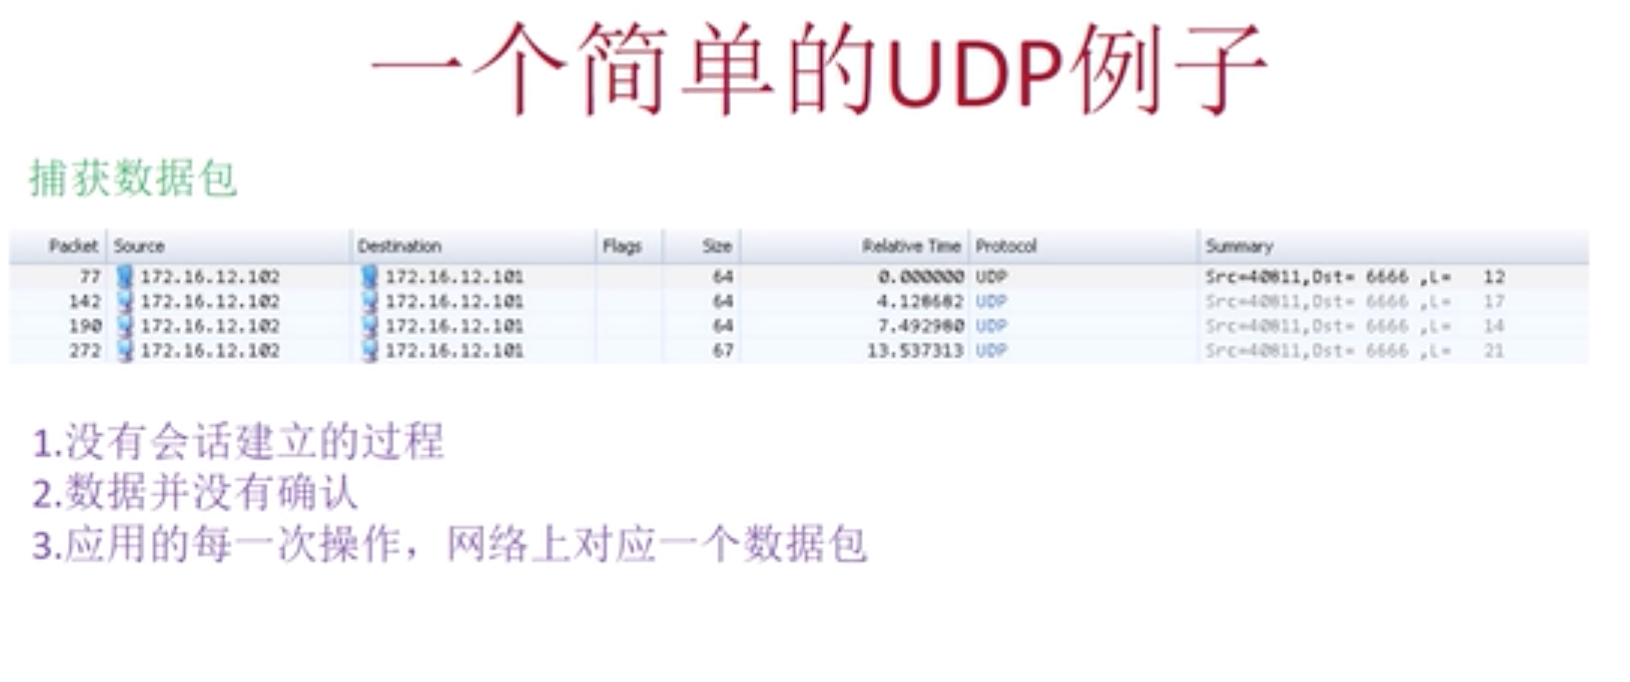 一个简单的UDP例子
捕获数据包
Packet Source Destination Flags Size Relative Time Protocol Summary
77 172.16.12.102 172.16.12.101 64 0.000000 UDP Src=40811,Dst= 6666 ,L= 12
142 172.16.12.102 172.16.12.101 64 4.128682 UDP Src=40811,Dst= 6666 ,L= 17
190 172.16.12.102 172.16.12.101 64 7.492980 UDP Src=40811,Dst= 6666 ,L= 14
272 172.16.12.102 172.16.12.101 67 13.537313 UDP Src=40811,Dst= 6666 ,L= 21
1.没有会话建立的过程
2.数据并没有确认
3.应用的每一次操作，网络上对应一个数据包